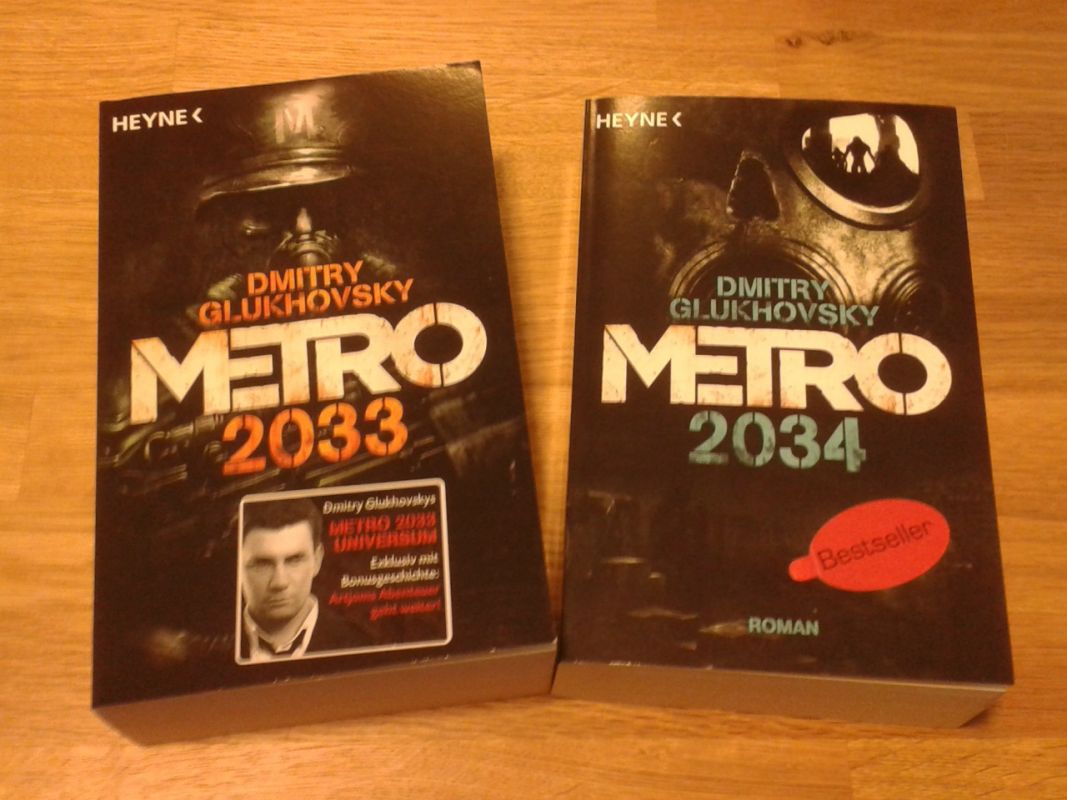 HEYNE<
M
DMITRY
GLUKHOVSKY
METRO
2033
Dmitry Glukhovskys
METRO 2033
UNIVERSUM
Exklusiv mit
Bonusgeschichte:
Artjoms Abenteuer
geht weiter!
HEYNE<
DMITRY
GLUKHOVSKY
METRO
2034
Bestseller
ROMAN